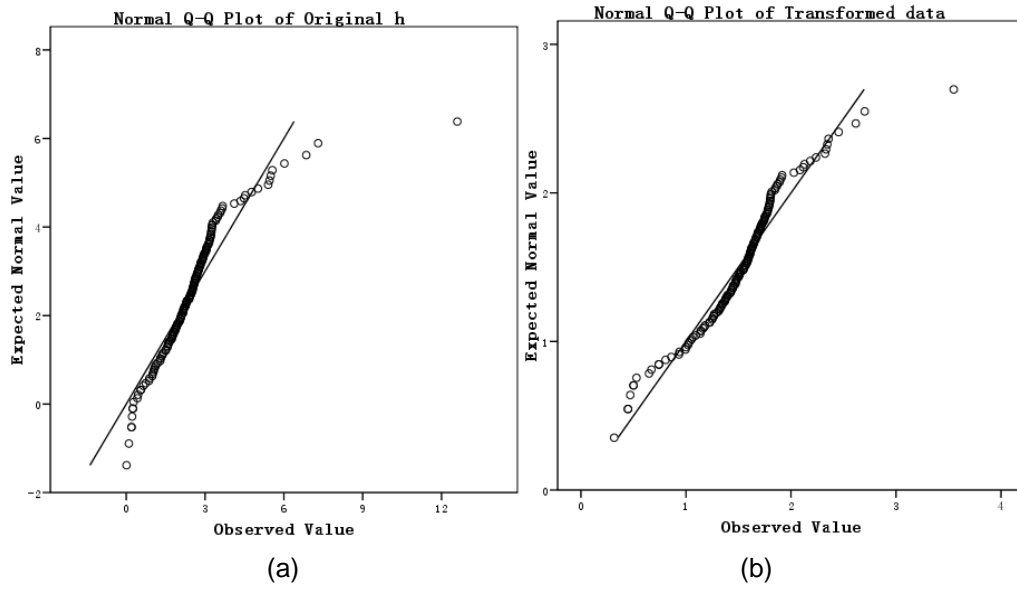 Normal Q-Q Plot of Original h
8
6
4
2
0
-2
Expected Normal Value
0 3 6 9 12
Observed Value
(a)
Normal Q-Q Plot of Transformed data
3
2
1
0
Expected Normal Value
0 1 2 3 4
Observed Value
(b)